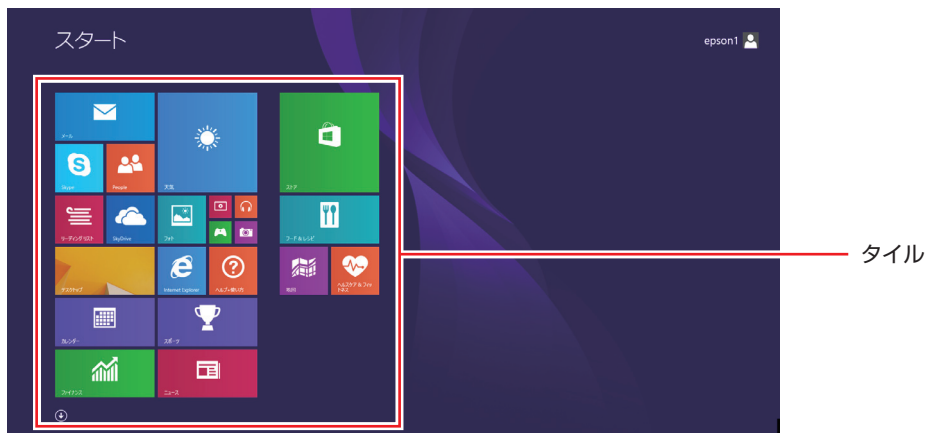 スタート
epson1
メール
Skype
People
天気
ストア
リーディング リスト
SkyDrive
フォト
フード＆レシピ
デスクトップ
Internet Explorer
ヘルプ+使い方
地図
ヘルスケア & フィットネス
カレンダー
スポーツ
ファイナンス
ニュース
タイル